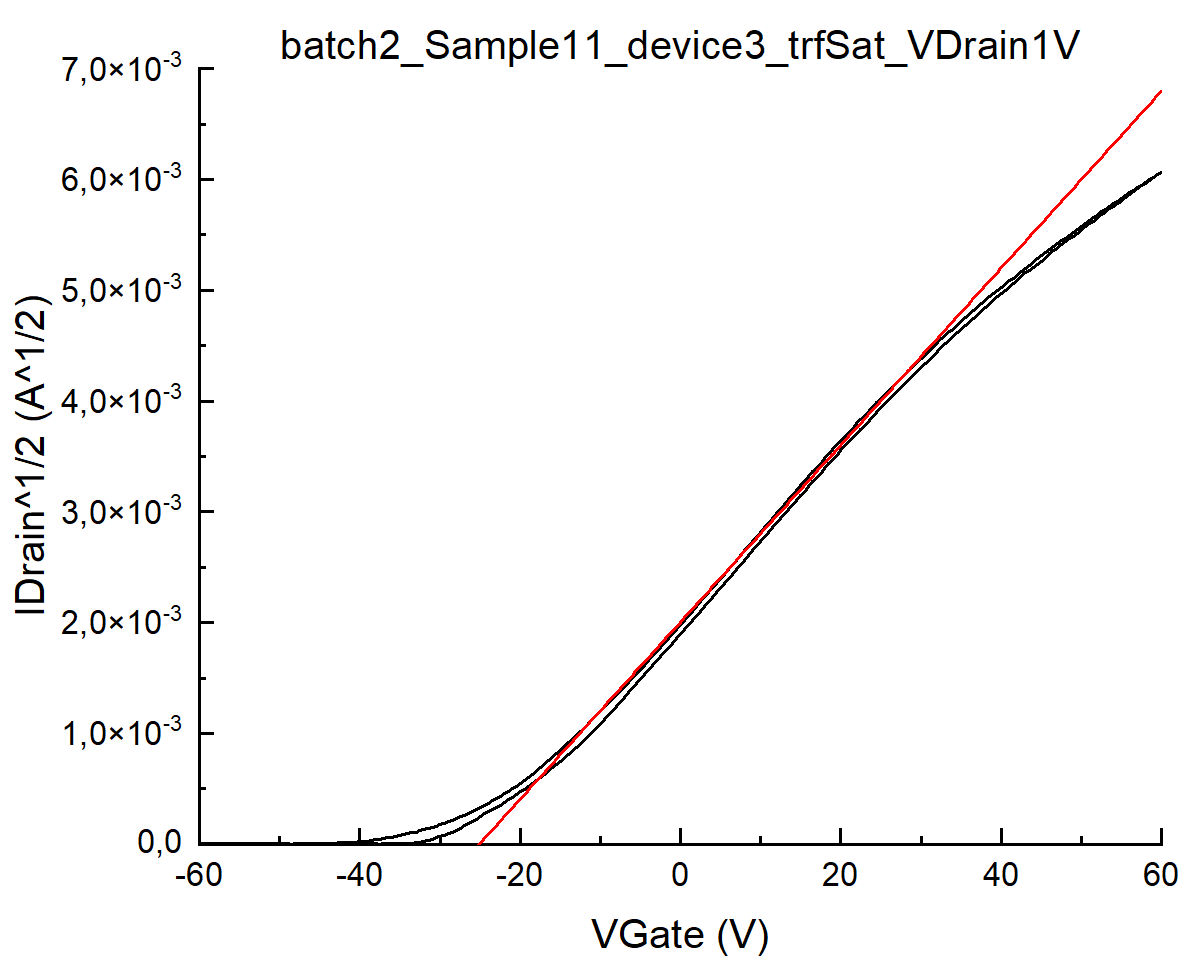 batch2_Sample11_device3_trfSat_VDrain1V
7,0×10⁻³
6,0×10⁻³
5,0×10⁻³
4,0×10⁻³
3,0×10⁻³
2,0×10⁻³
1,0×10⁻³
0,0
IDrain^1/2 (A^1/2)
-60 -40 -20 0 20 40 60
VGate (V)